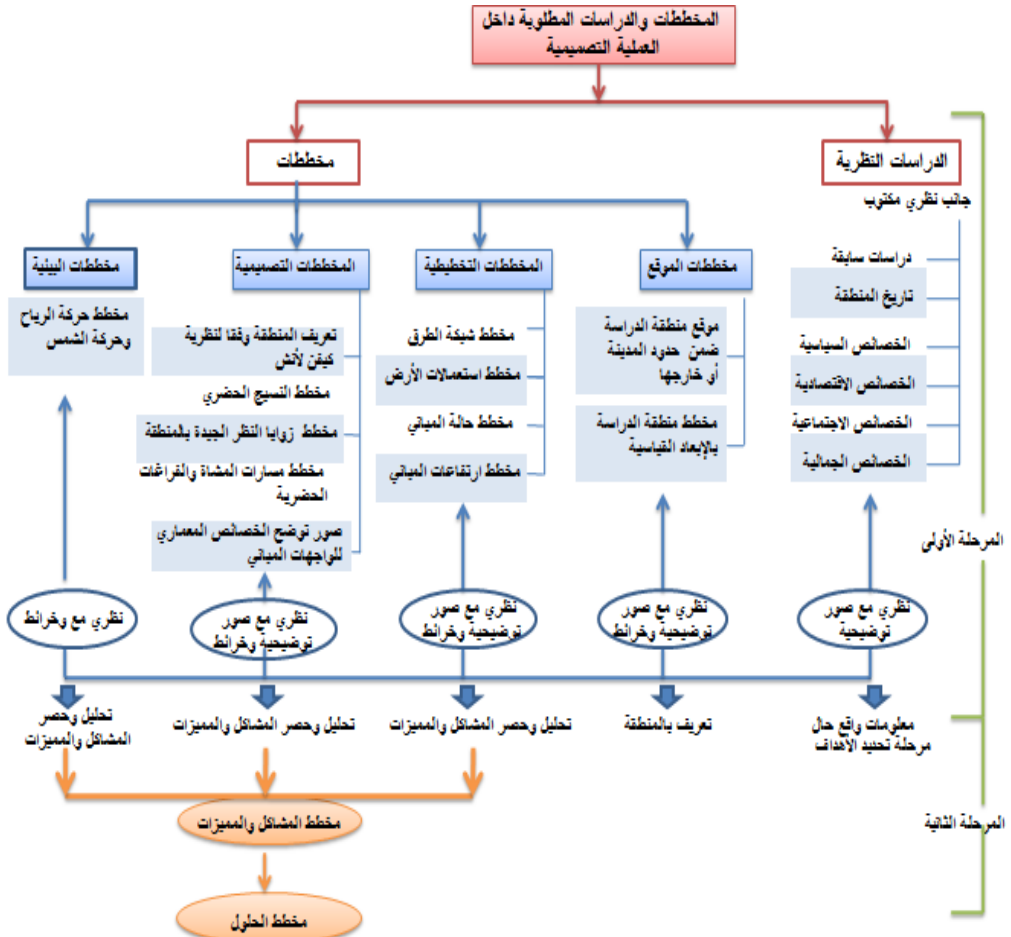 المخططات والدراسات المطلوبة داخل
العملية التصميمية
الدراسات النظرية
مخططات
جانب نظري مكتوب
دراسات سابقة
تاريخ المنطقة
الخصائص السياسية
الخصائص الاقتصادية
الخصائص الاجتماعية
الخصائص الجمالية
مخططات الموقع
موقع منطقة الدراسة
ضمن حدود المدينة
أو خارجها
مخطط منطقة الدراسة
بالإبعاد القياسية
المخططات التخطيطية
مخطط شبكة الطرق
مخطط استعمالات الأرض
مخطط حالة المباني
مخطط ارتفاعات المباني
المخططات التصميمية
تعريف المنطقة وفقا لنظرية
كيفن لأنش
مخطط النسيج الحضري
مخطط زوايا النظر الجيدة بالمنطقة
مخطط مسارات المشاة والفراغات
الحضرية
صور توضح الخصائص المعماري
للواجهات المباني
مخططات البيئية
مخطط حركة الرياح
وحركة الشمس
نظري مع صور
توضيحية
نظري مع صور
توضيحية وخرائط
نظري مع صور
توضيحية وخرائط
نظري مع صور
توضيحية وخرائط
نظري مع وخرائط
معلومات واقع حال
مرحلة تحديد الأهداف
تعريف بالمنطقة
تحليل وحصر المشاكل والمميزات
تحليل وحصر المشاكل والمميزات
تحليل وحصر
المشاكل والمميزات
مخطط المشاكل والمميزات
مخطط الحلول
المرحلة الأولى
المرحلة الثانية